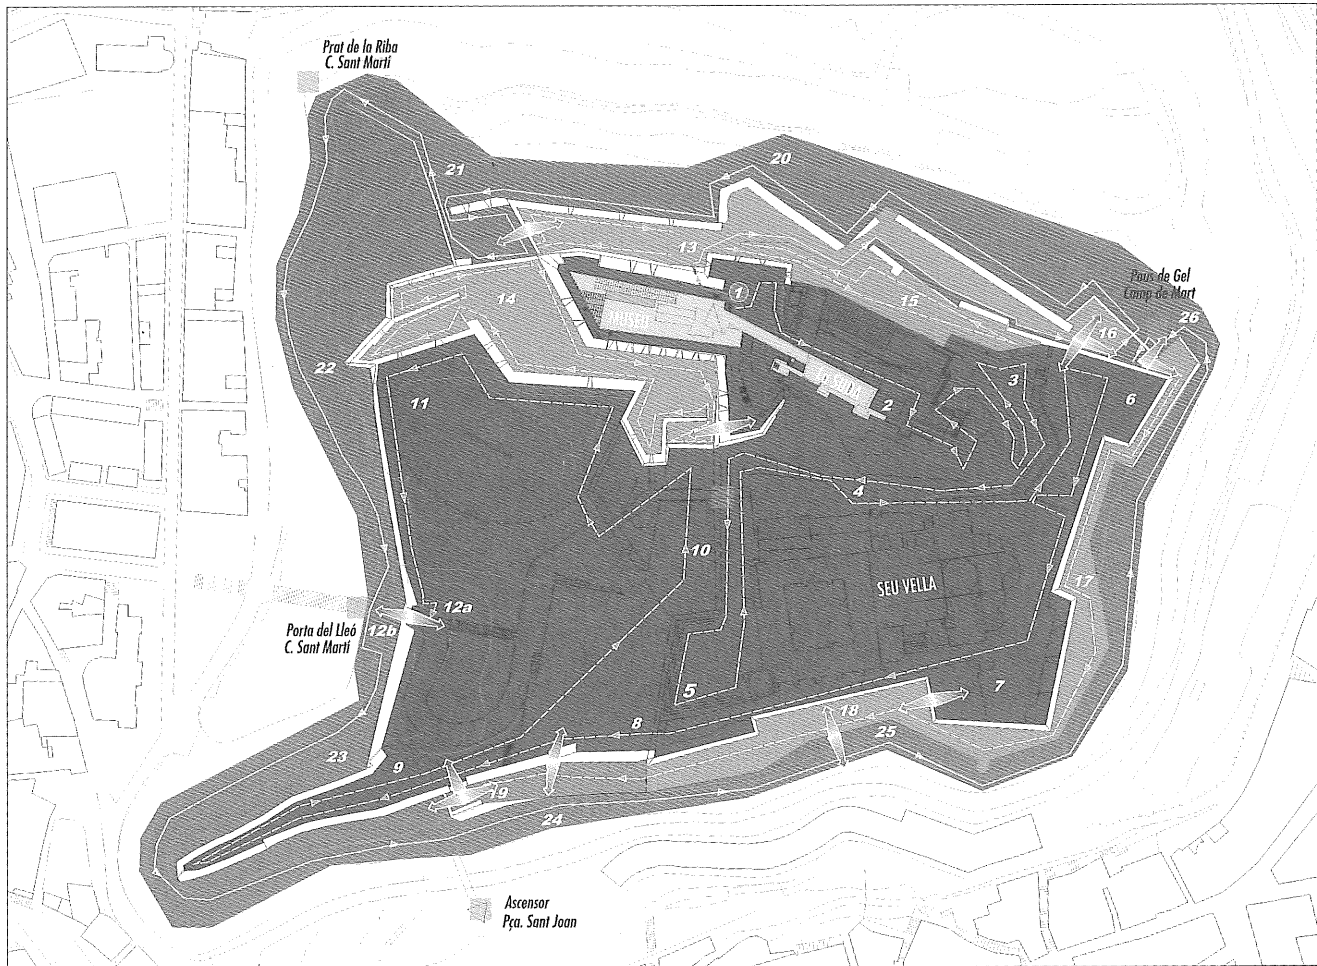 Prat de la Riba
C. Sant Martí
20
21
13
Pous de Gel
Camp de Mart
14
1
15
16
26
MUSEU
22
3
11
2
6
4
10
17
SEU VELLA
12a
Porta del Lleó
12b
C. Sant Martí
5
7
18
8
25
23
9
19
24
Ascensor
Pça. Sant Joan